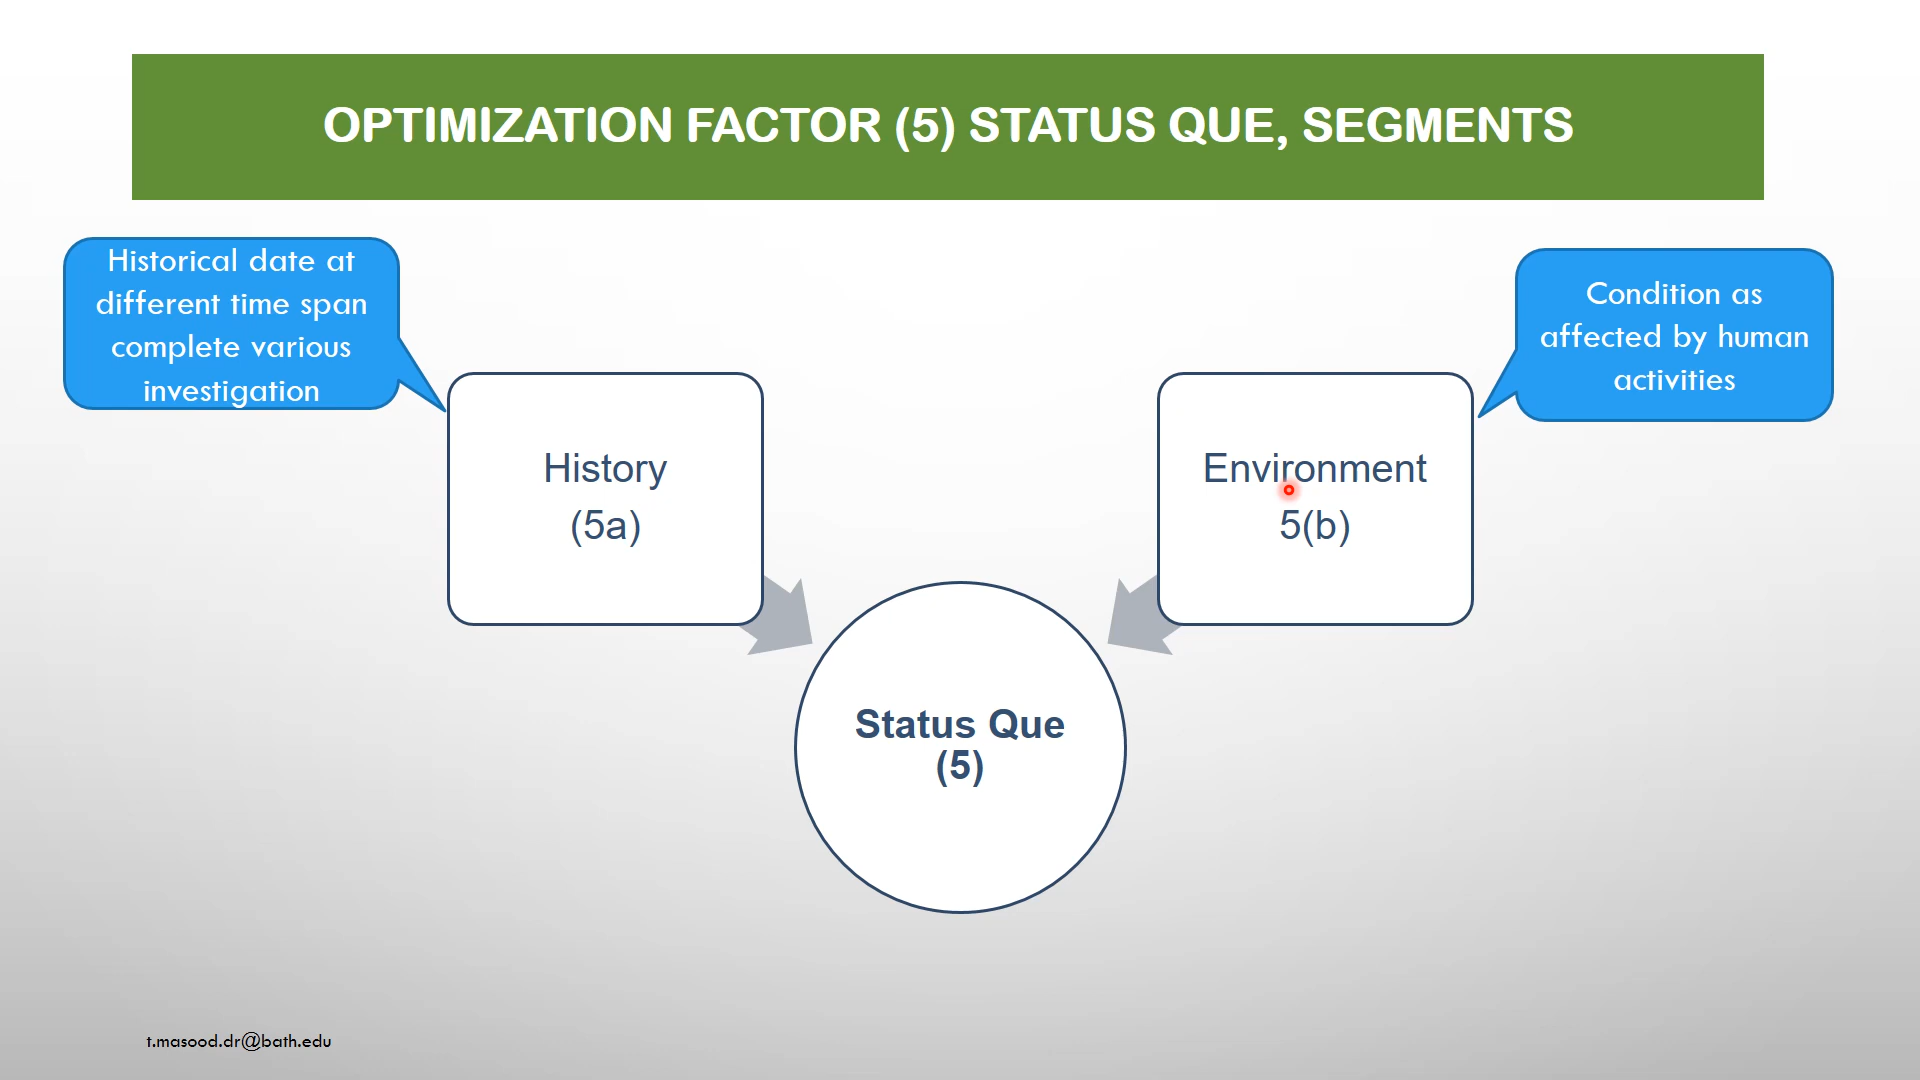 OPTIMIZATION FACTOR (5) STATUS QUE, SEGMENTS
Historical date at
different time span
complete various
investigation
Condition as
affected by human
activities
History
(5a)
Environment
5(b)
Status Que
(5)
t.masood.dr@bath.edu